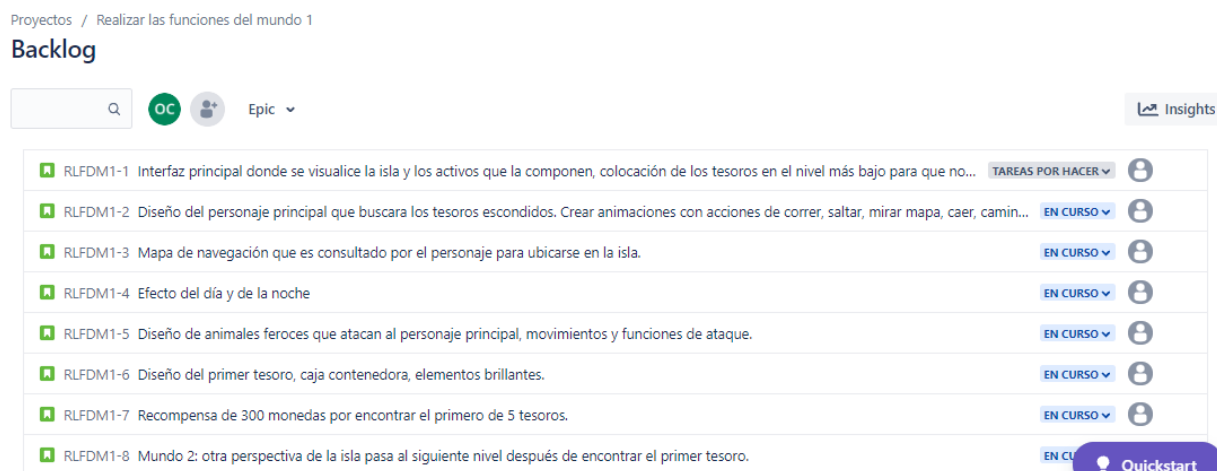 Proyectos / Realizar las funciones del mundo 1
Backlog
OC Epic Insights
RLFDM1-1 Interfaz principal donde se visualice la isla y los activos que la componen, colocación de los tesoros en el nivel más bajo para que no... TAREAS POR HACER
RLFDM1-2 Diseño del personaje principal que buscara los tesoros escondidos. Crear animaciones con acciones de correr, saltar, mirar mapa, caer, camin... EN CURSO
RLFDM1-3 Mapa de navegación que es consultado por el personaje para ubicarse en la isla. EN CURSO
RLFDM1-4 Efecto del día y de la noche EN CURSO
RLFDM1-5 Diseño de animales feroces que atacan al personaje principal, movimientos y funciones de ataque. EN CURSO
RLFDM1-6 Diseño del primer tesoro, caja contenedora, elementos brillantes. EN CURSO
RLFDM1-7 Recompensa de 300 monedas por encontrar el primero de 5 tesoros. EN CURSO
RLFDM1-8 Mundo 2: otra perspectiva de la isla pasa al siguiente nivel después de encontrar el primer tesoro. EN CU
Quickstart